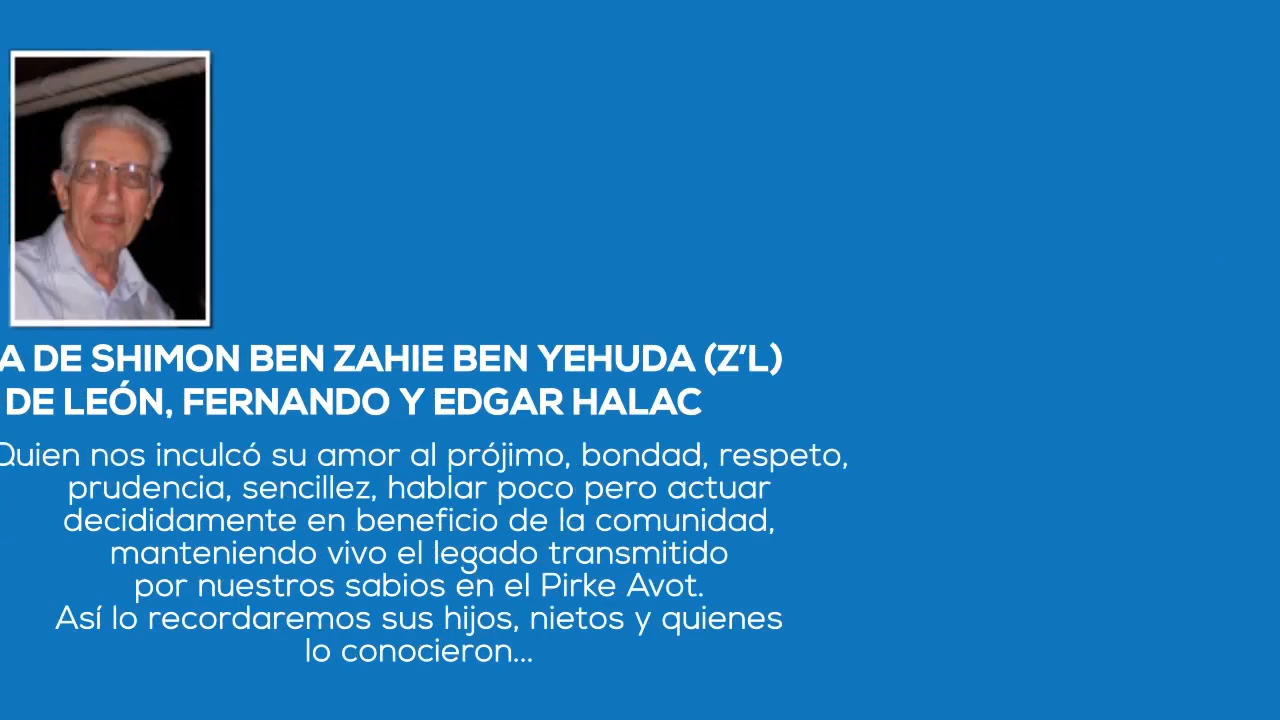 A DE SHIMON BEN ZAHIE BEN YEHUDA (Z'L)
DE LEÓN, FERNANDO Y EDGAR HALAC
Quien nos inculcó su amor al prójimo, bondad, respeto,
prudencia, sencillez, hablar poco pero actuar
decididamente en beneficio de la comunidad,
manteniendo vivo el legado transmitido
por nuestros sabios en el Pirke Avot.
Así lo recordaremos sus hijos, nietos y quienes
lo conocieron...